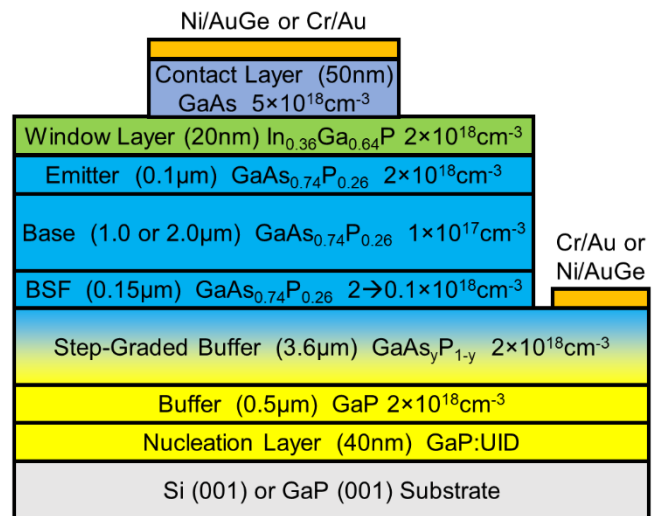 Ni/AuGe or Cr/Au
Contact Layer (50nm)
GaAs 5×10¹⁸cm⁻³
Window Layer (20nm) In₀.₃₆Ga₀.₆₄P 2×10¹⁸cm⁻³
Emitter (0.1µm) GaAs₀.₇₄P₀.₂₆ 2×10¹⁸cm⁻³
Base (1.0 or 2.0µm) GaAs₀.₇₄P₀.₂₆ 1×10¹⁷cm⁻³
Cr/Au or
Ni/AuGe
BSF (0.15µm) GaAs₀.₇₄P₀.₂₆ 2→0.1×10¹⁸cm⁻³
Step-Graded Buffer (3.6µm) GaAsᵧP₁₋ᵧ 2×10¹⁸cm⁻³
Buffer (0.5µm) GaP 2×10¹⁸cm⁻³
Nucleation Layer (40nm) GaP:UID
Si (001) or GaP (001) Substrate